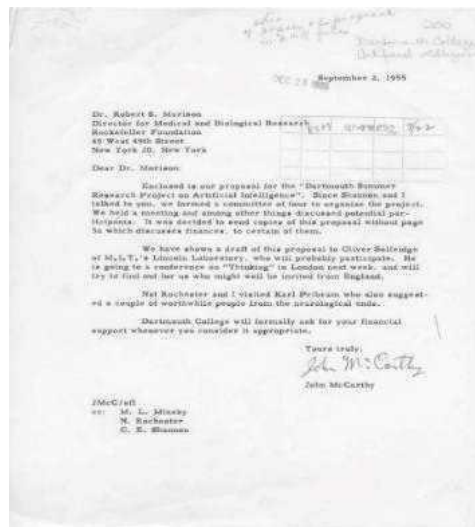 September 2, 1955
Dr. Robert S. Morison
Director for Medical and Biological Research
Rockefeller Foundation
49 West 49th Street
New York 20, New York
Dear Dr. Morison:
Enclosed is our proposal for the "Dartmouth Summer
Research Project on Artificial Intelligence". Since Shannon and I
talked to you, we formed a committee of four to organize the project.
We held a meeting and among other things discussed potential par-
ticipants. It was decided to send copies of this proposal without page
5a which discusses finances, to certain of them.
We have shown a draft of this proposal to Oliver Selfridge
of M.I.T.'s Lincoln Laboratory, who will probably participate. He
is going to a conference on "Thinking" in London next week, and will
try to find out for us who might well be invited from England.
Nat Rochester and I visited Karl Pribram who also suggest-
ed a couple of worthwhile people from the neurological ende.
Dartmouth College will formally ask for your financial
support whenever you consider it appropriate.
Yours truly,
John McCarthy
John McCarthy
JMcC/efl
cc: M. L. Minsky
N. Rochester
C. E. Shannon